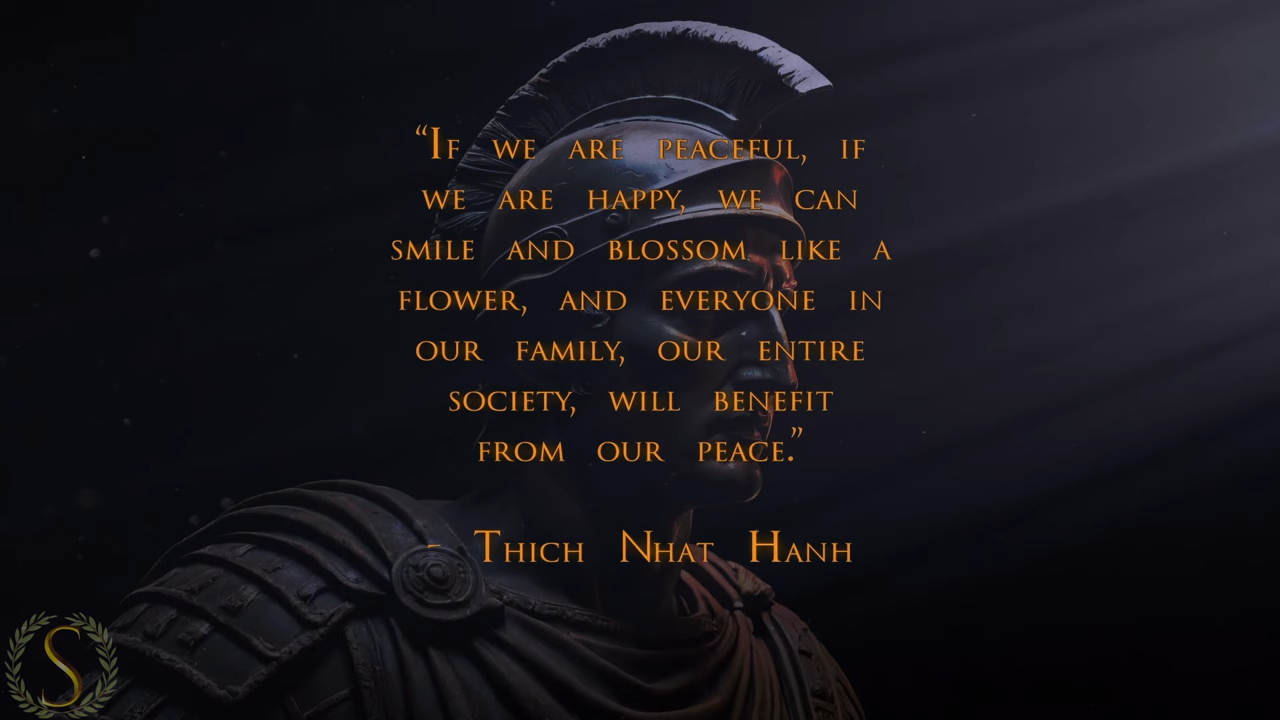 “If we are peaceful, if
we are happy, we can
smile and blossom like a
flower, and everyone in
our family, our entire
society, will benefit
from our peace.”
- Thich Nhat Hanh
S